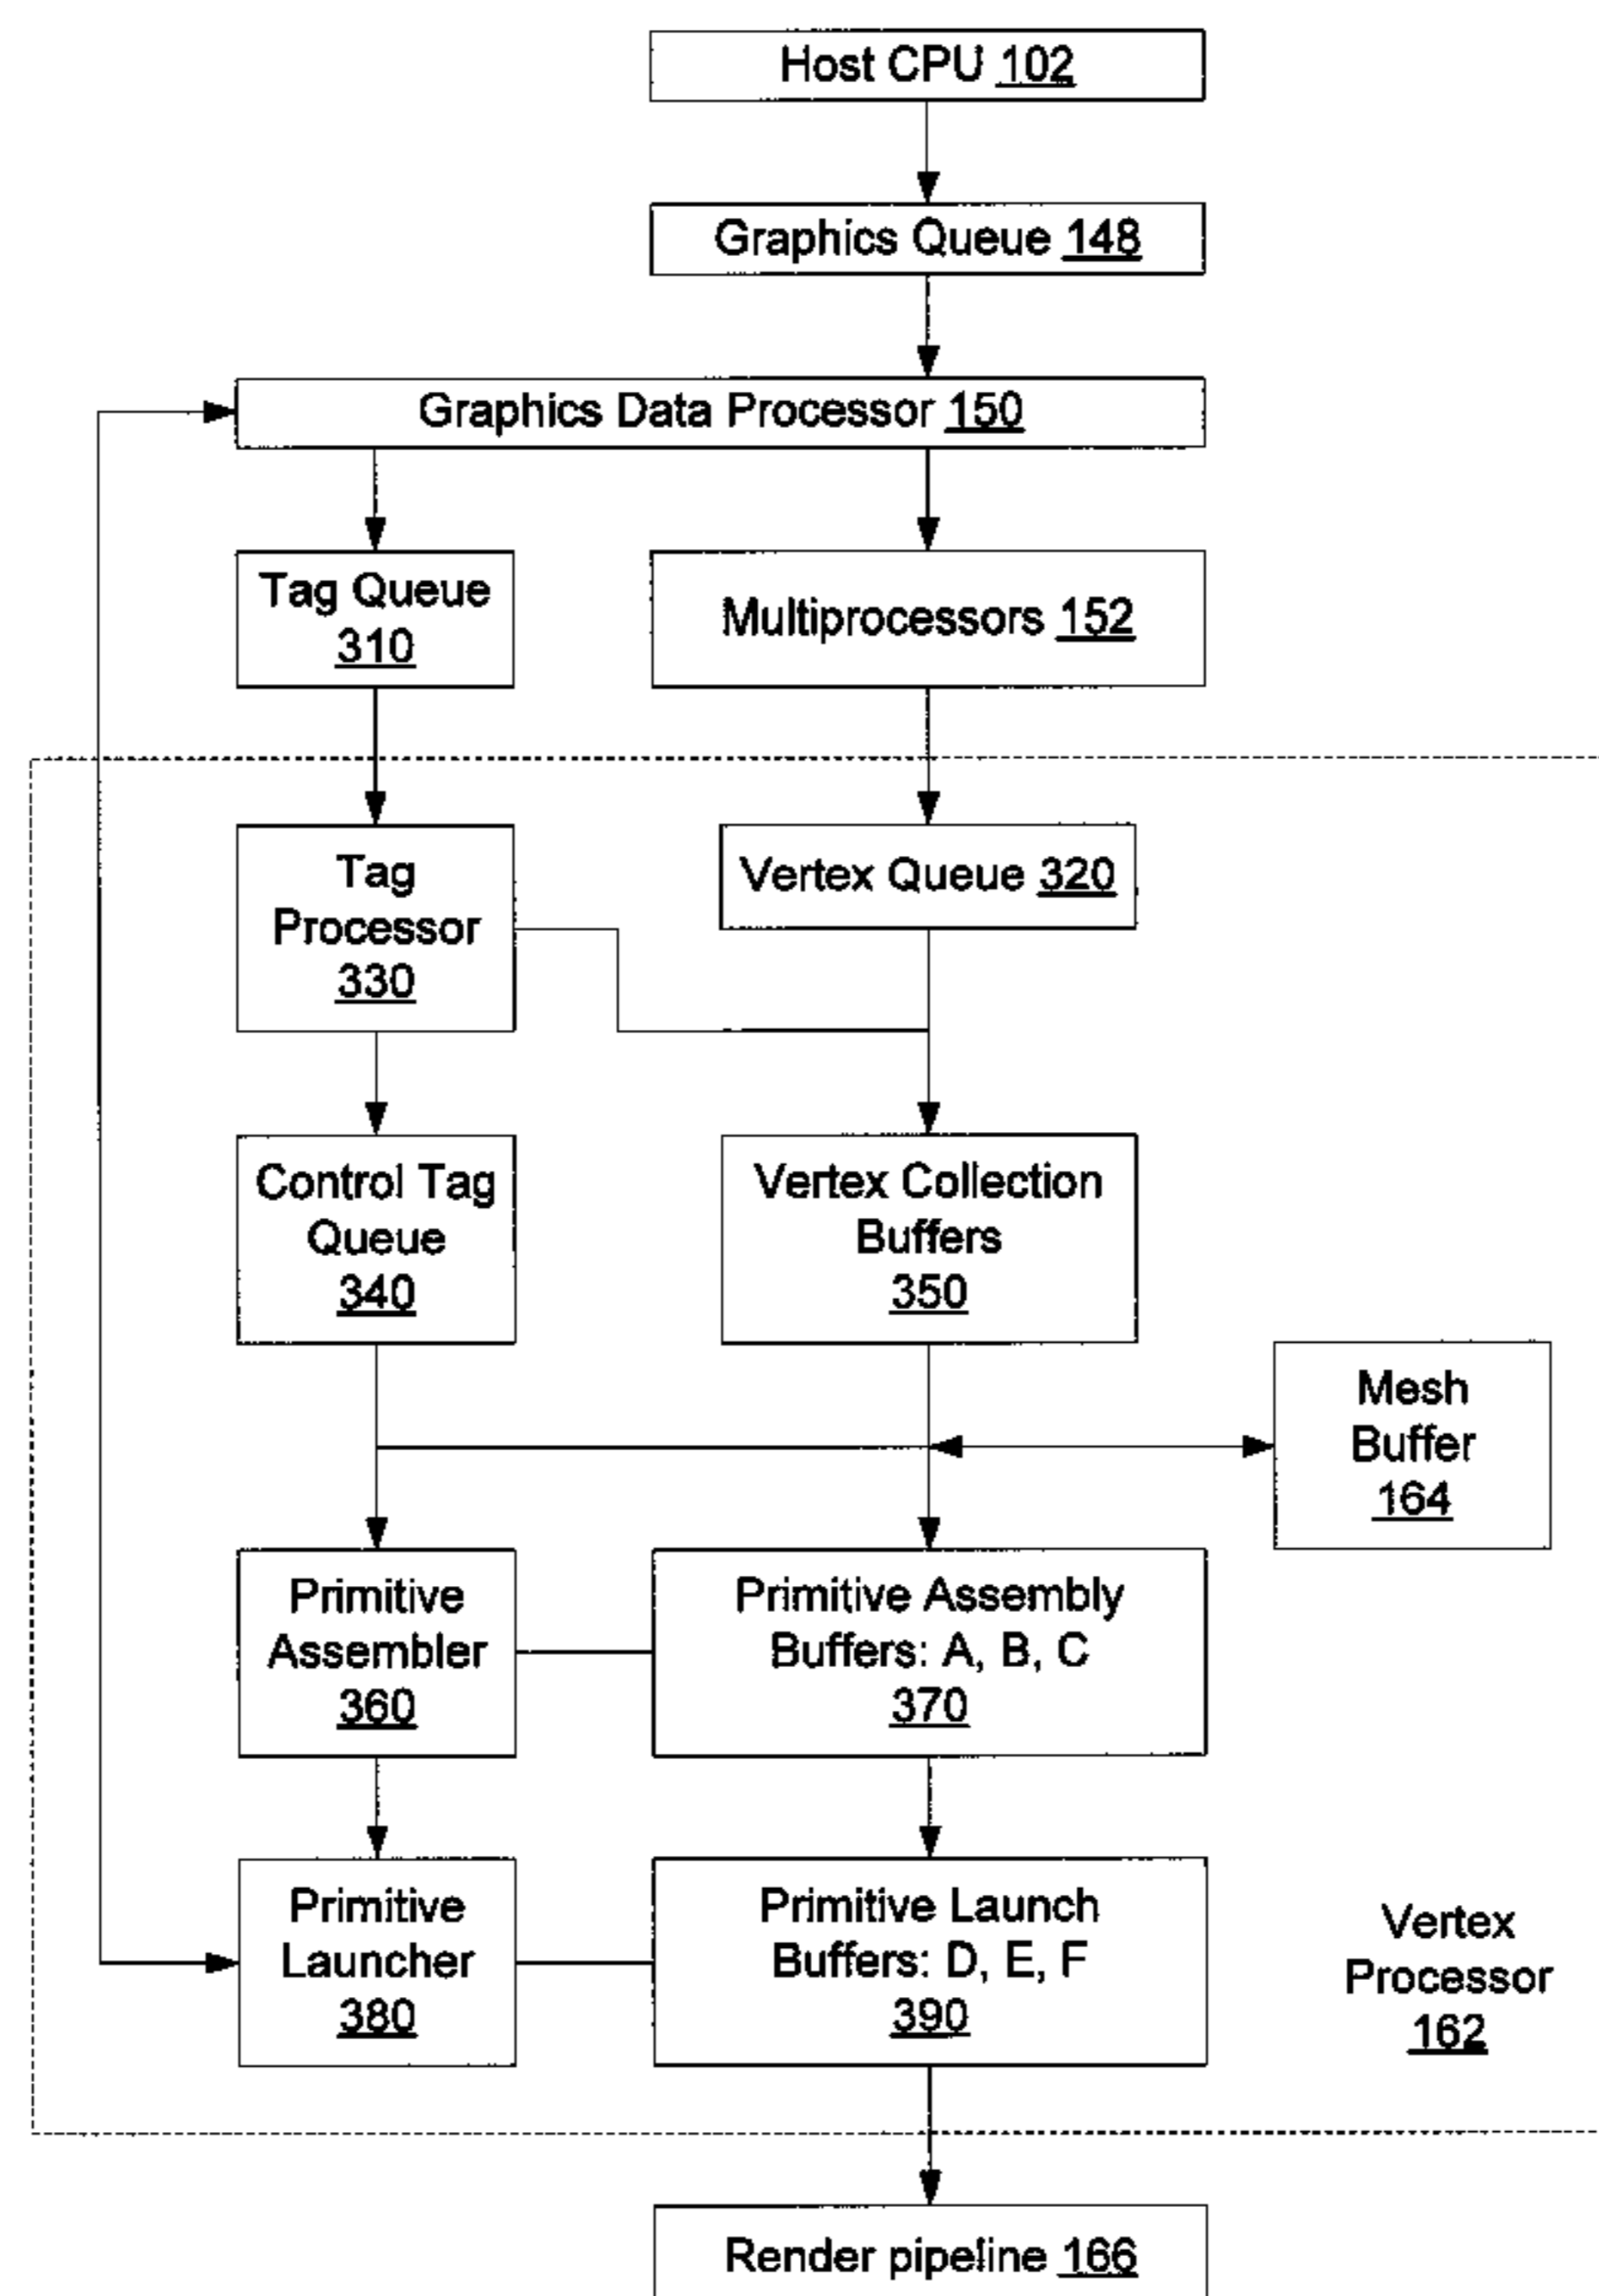 Host CPU 102
Graphics Queue 148
Graphics Data Processor 150
Tag Queue
310
Multiprocessors 152
Tag
Processor
330
Vertex Queue 320
Control Tag
Queue
340
Vertex Collection
Buffers
350
Mesh
Buffer
164
Primitive
Assembler
360
Primitive Assembly
Buffers: A, B, C
370
Primitive
Launcher
380
Primitive Launch
Buffers: D, E, F
390
Vertex
Processor
162
Render pipeline 166